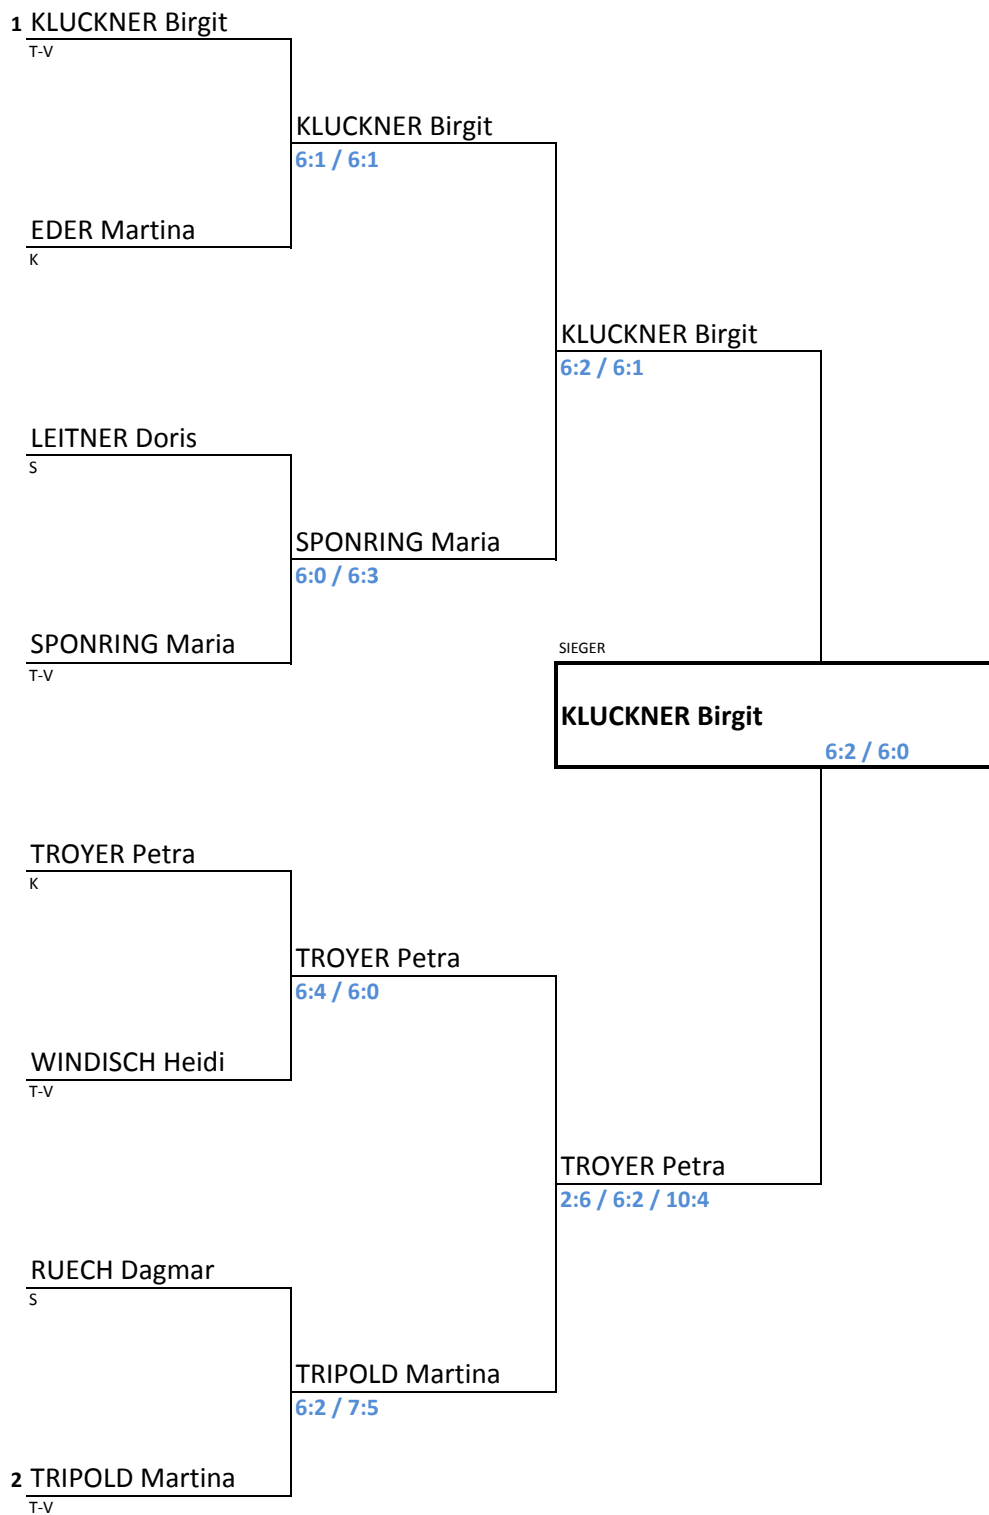 1 KLUCKNER Birgit
T-V
KLUCKNER Birgit
6:1 / 6:1
EDER Martina
K
KLUCKNER Birgit
6:2 / 6:1
LEITNER Doris
S
SPONRING Maria
6:0 / 6:3
SPONRING Maria
T-V
SIEGER
KLUCKNER Birgit
6:2 / 6:0
TROYER Petra
K
TROYER Petra
6:4 / 6:0
WINDISCH Heidi
T-V
TROYER Petra
2:6 / 6:2 / 10:4
RUECH Dagmar
S
TRIPOLD Martina
6:2 / 7:5
2 TRIPOLD Martina
T-V